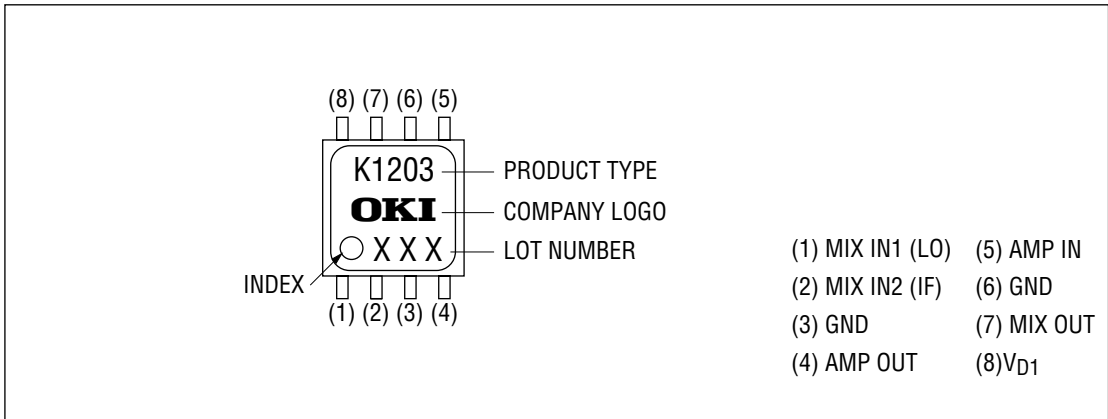 (8) (7) (6) (5)
K1203
PRODUCT TYPE
OKI
COMPANY LOGO
X X X
LOT NUMBER
INDEX
(1) (2) (3) (4)
(1) MIX IN1 (LO) (5) AMP IN
(2) MIX IN2 (IF) (6) GND
(3) GND (7) MIX OUT
(4) AMP OUT (8)VD1